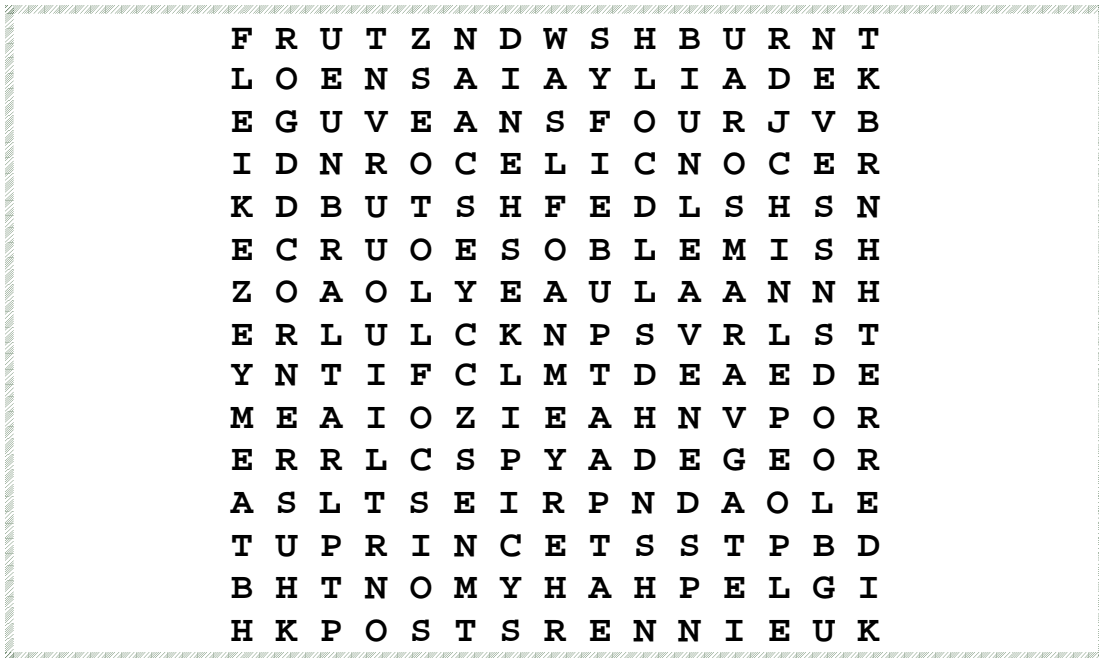 F R U T Z N D W S H B U R N T
L O E N S A I A Y L I A D E K
E G U V E A N S F O U R J V B
I D N R O C E L I C N O C E R
K D B U T S H F E D L S H S N
E C R U O E S O B L E M I S H
Z O A O L Y E A U L A A N N H
E R L U L C K N P S V R L S T
Y N T I F C L M T D E A E D E
M E A I O Z I E A H N V P O R
E R R L C S P Y A D E G E O R
A S L T S E I R P N D A O L E
T U P R I N C E T S S T P B D
B H T N O M Y H A H P E L G I
H K P O S T S R E N N I E U K